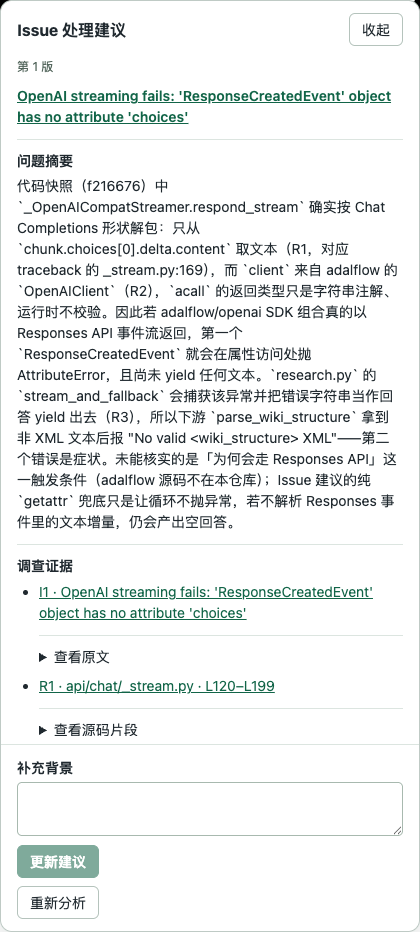 Issue 处理建议
收起
第 1 版
OpenAI streaming fails: 'ResponseCreatedEvent' object
has no attribute 'choices'
问题摘要
代码快照（f216676）中
`_OpenAICompatStreamer.respond_stream` 确实按 Chat
Completions 形状解包：只从
`chunk.choices[0].delta.content` 取文本（R1，对应
traceback 的 _stream.py:169），而 `client` 来自 adalflow 的
`OpenAIClient`（R2），`acall` 的返回类型只是字符串注解、
运行时不校验。因此若 adalflow/openai SDK 组合真的以
Responses API 事件流返回，第一个
`ResponseCreatedEvent` 就会在属性访问处抛
AttributeError，且尚未 yield 任何文本。`research.py` 的
`stream_and_fallback` 会捕获该异常并把错误字符串当作回
答 yield 出去（R3），所以下游 `parse_wiki_structure` 拿到
非 XML 文本后报 "No valid <wiki_structure> XML"——第二
个错误是症状。未能核实的是「为何会走 Responses API」这
一触发条件（adalflow 源码不在本仓库）；Issue 建议的纯
`getattr` 兜底只是让循环不抛异常，若不解析 Responses 事
件里的文本增量，仍会产出空回答。
调查证据
• I1 · OpenAI streaming fails: 'ResponseCreatedEvent'
object has no attribute 'choices'
▶ 查看原文
• R1 · api/chat/_stream.py · L120–L199
▶ 查看源码片段
补充背景
更新建议
重新分析